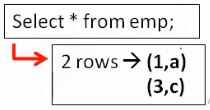 Select * from emp;
2 rows → (1,a)
(3,c)